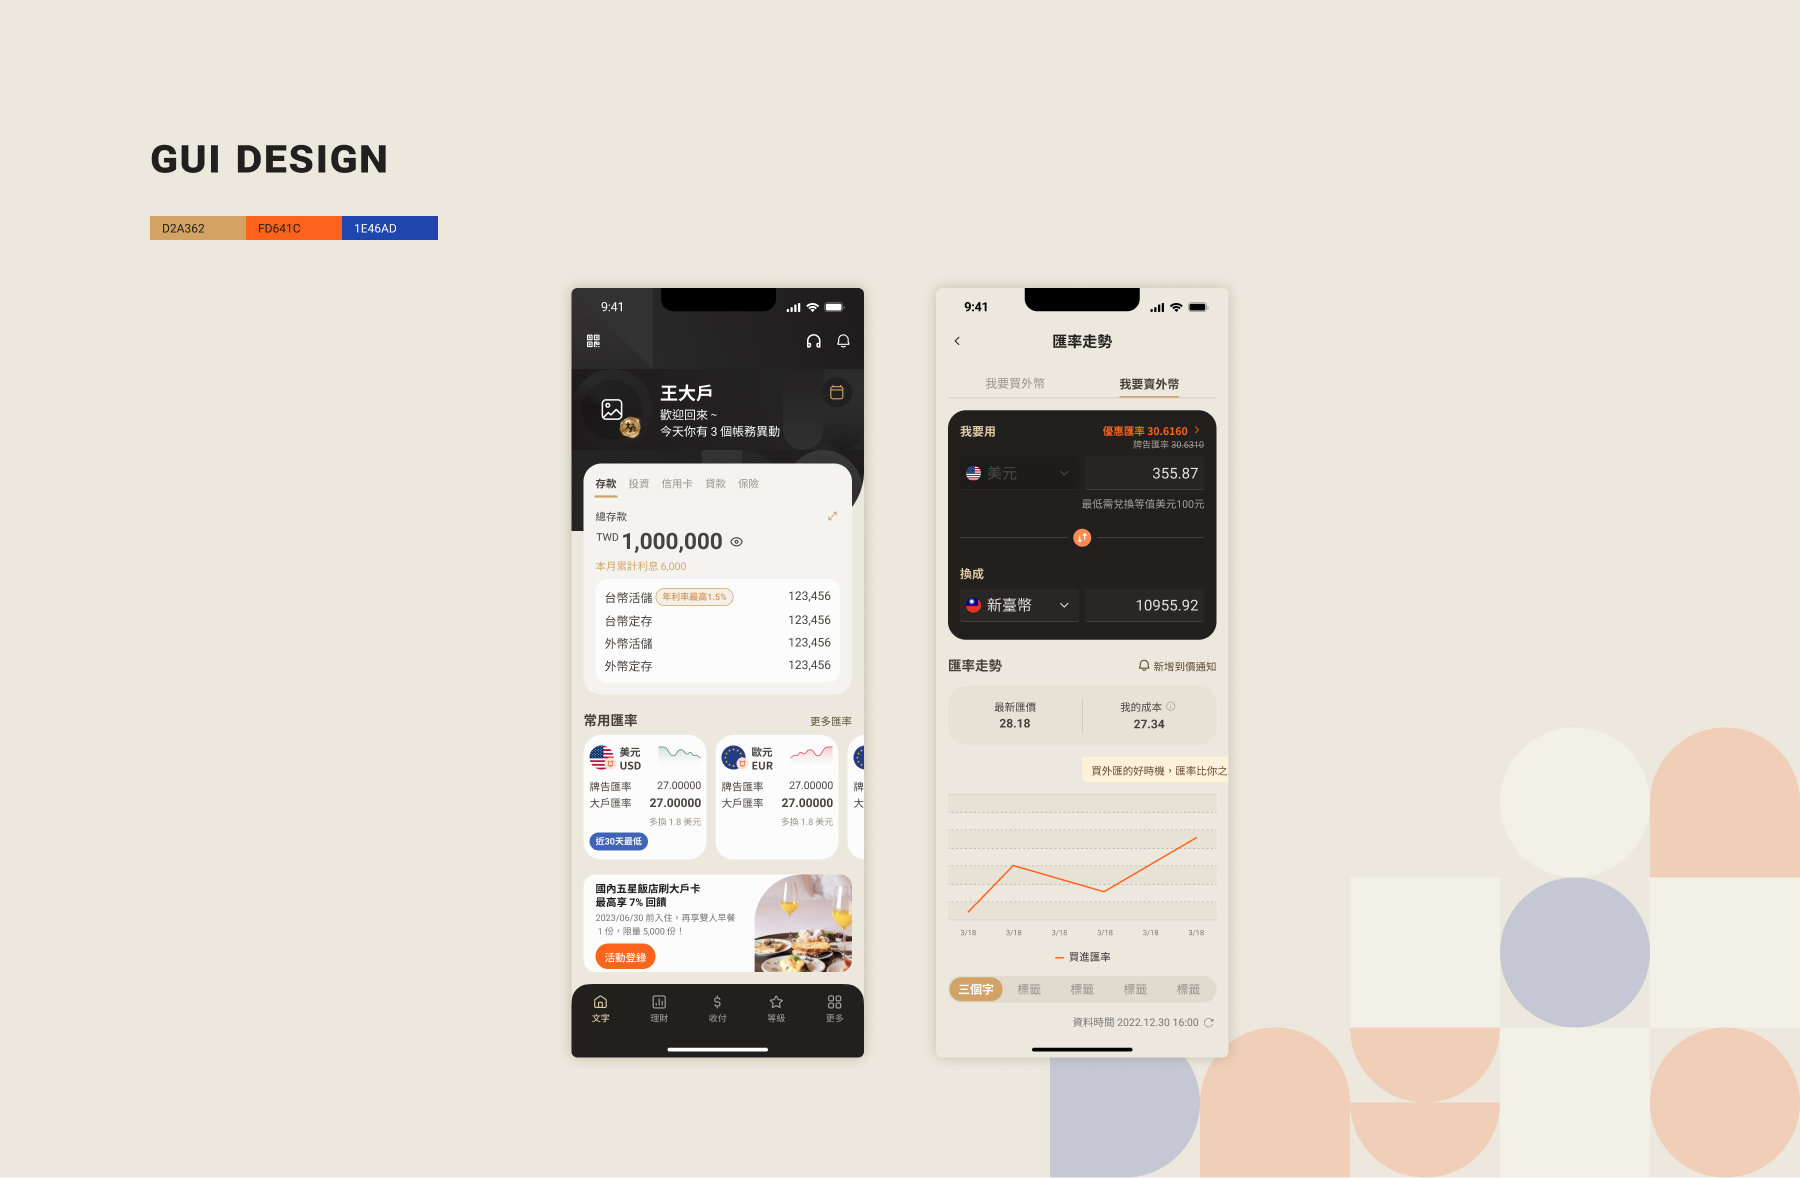 GUI DESIGN
D2A362 FD641C 1E46AD
9:41
王大戶
歡迎回來 ~
今天你有 3 個帳務異動
存款 投資 信用卡 貸款 保險
總存款
TWD 1,000,000
本月累計利息 6,000
台幣活儲 年利率最高1.5% 123,456
台幣定存 123,456
外幣活儲 123,456
外幣定存 123,456
常用匯率 更多匯率
美元
USD
牌告匯率 27.00000
大戶匯率 27.00000
多換 1.8 美元
近30天最低
歐元
EUR
牌告匯率 27.00000
大戶匯率 27.00000
多換 1.8 美元
牌
大
國內五星飯店刷大戶卡
最高享 7% 回饋
2023/06/30 前入住，再享雙人早餐
1 份，限量 5,000 份！
活動登錄
文字 理財 收付 等級 更多
9:41
匯率走勢
我要買外幣 我要賣外幣
我要用 優惠匯率 30.6160
牌告匯率 30.6310
美元 355.87
最低需兌換等值美元100元
換成
新臺幣 10955.92
匯率走勢 新增到價通知
最新匯價 我的成本
28.18 27.34
買外匯的好時機，匯率比你之
3/18 3/18 3/18 3/18 3/18 3/18
買進匯率
三個字 標籤 標籤 標籤 標籤
資料時間 2022.12.30 16:00